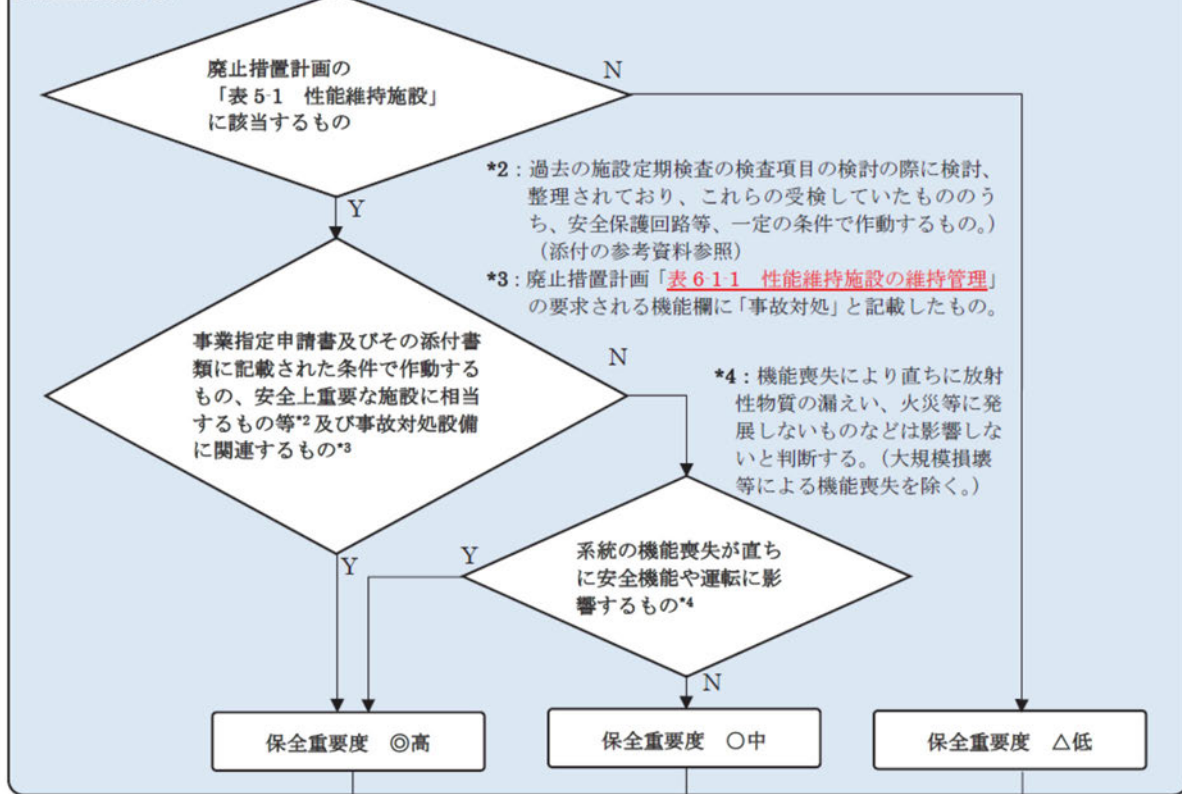 廃止措置計画の
「表 5-1　性能維持施設」
に該当するもの
N
Y
*2：過去の施設定期検査の検査項目の検討の際に検討、
整理されており、これらの受検していたもののう
ち、安全保護回路等、一定の条件で作動するもの。）
（添付の参考資料参照）
*3：廃止措置計画「表 6-1-1　性能維持施設の維持管理」
の要求される機能欄に「事故対処」と記載したもの。
事業指定申請書及びその添付書
類に記載された条件で作動する
もの、安全上重要な施設に相当
するもの等*2 及び事故対処設備
に関連するもの*3
N
Y
*4：機能喪失により直ちに放射
性物質の漏えい、火災等に発
展しないものなどは影響しな
いと判断する。（大規模損壊
等による機能喪失を除く。）
系統の機能喪失が直ち
に安全機能や運転に影
響するもの*4
Y
N
保全重要度　◎高
保全重要度　○中
保全重要度　△低